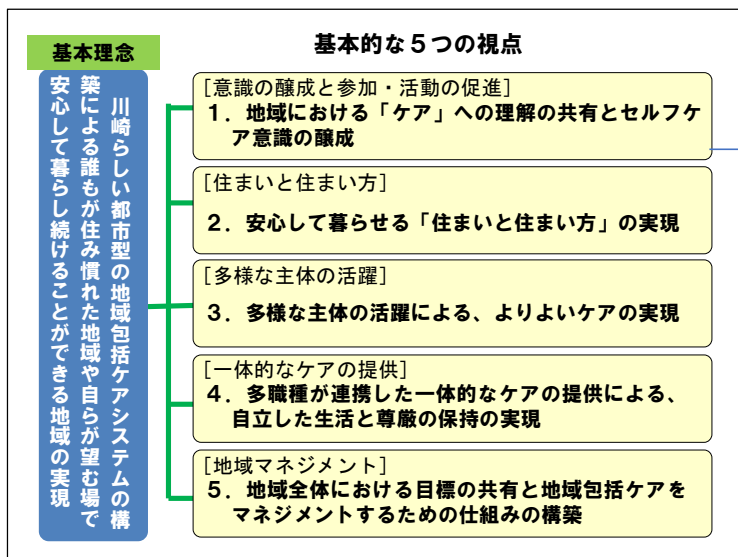 基本理念
川崎らしい都市型の地域包括ケアシステムの構
築による誰もが住み慣れた地域や自らが望む場で
安心して暮らし続けることができる地域の実現
基本的な５つの視点
[意識の醸成と参加・活動の促進]
１．地域における「ケア」への理解の共有とセルフケ
ア意識の醸成
[住まいと住まい方]
２．安心して暮らせる「住まいと住まい方」の実現
[多様な主体の活躍]
３．多様な主体の活躍による、よりよいケアの実現
[一体的なケアの提供]
４．多職種が連携した一体的なケアの提供による、
自立した生活と尊厳の保持の実現
[地域マネジメント]
５．地域全体における目標の共有と地域包括ケアを
マネジメントするための仕組みの構築